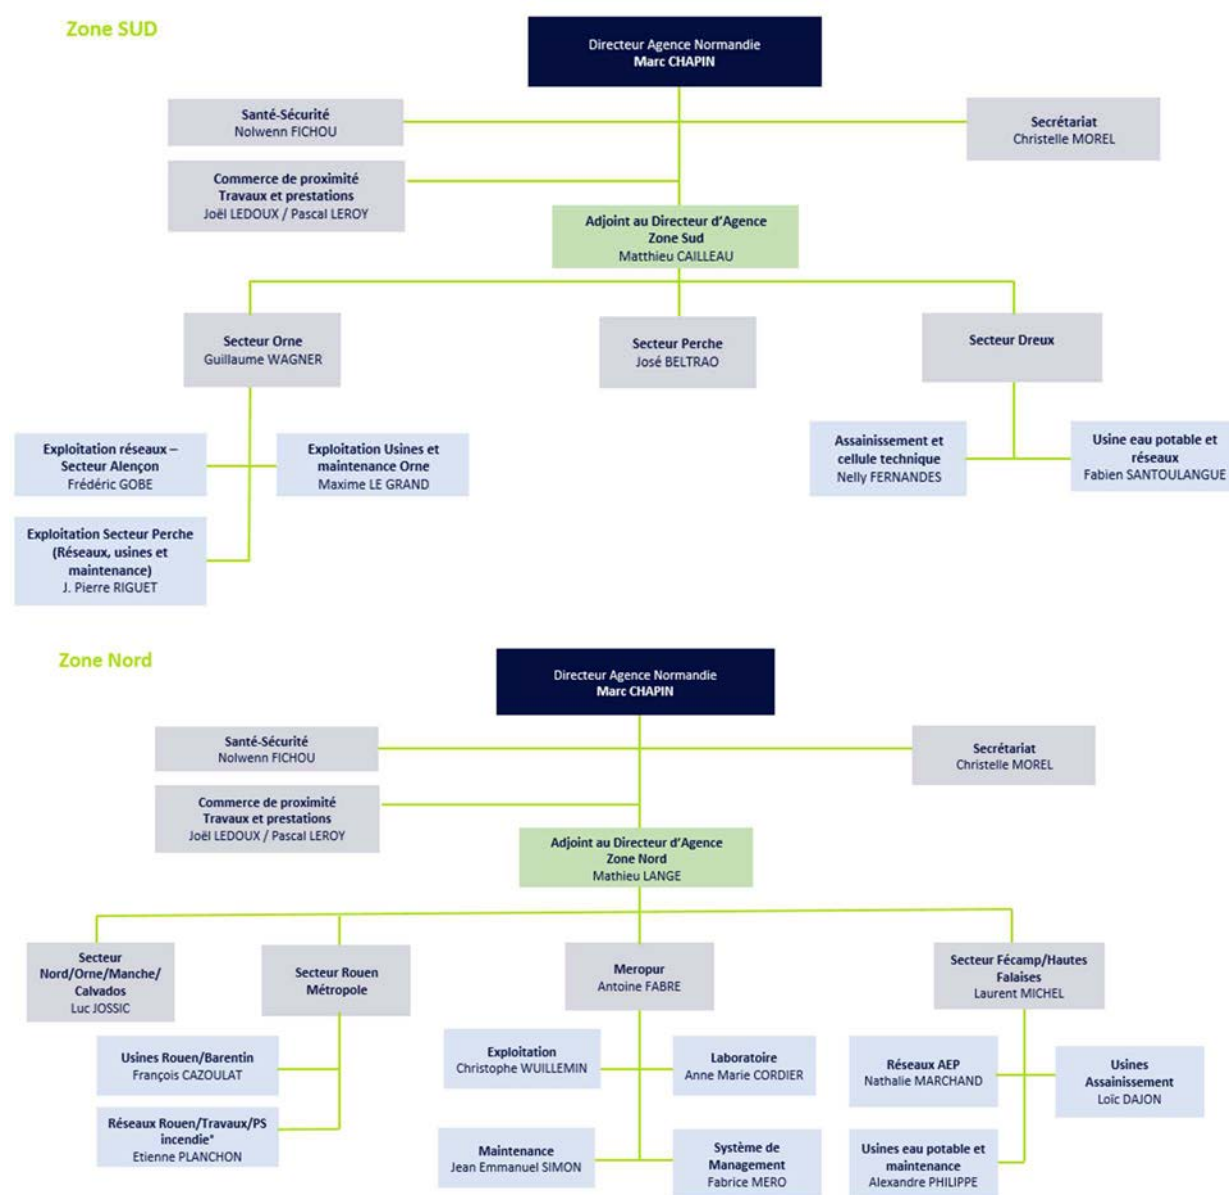 Zone SUD
Directeur Agence Normandie
Marc CHAPIN
Santé-Sécurité
Nolwenn FICHOU
Secrétariat
Christelle MOREL
Commerce de proximité
Travaux et prestations
Joël LEDOUX / Pascal LEROY
Adjoint au Directeur d'Agence
Zone Sud
Matthieu CAILLEAU
Secteur Orne
Guillaume WAGNER
Secteur Perche
José BELTRAO
Secteur Dreux
Exploitation réseaux –
Secteur Alençon
Frédéric GOBE
Exploitation Usines et
maintenance Orne
Maxime LE GRAND
Assainissement et
cellule technique
Nelly FERNANDES
Usine eau potable et
réseaux
Fabien SANTOULANGUE
Exploitation Secteur Perche
(Réseaux, usines et
maintenance)
J. Pierre RIGUET
Zone Nord
Directeur Agence Normandie
Marc CHAPIN
Santé-Sécurité
Nolwenn FICHOU
Secrétariat
Christelle MOREL
Commerce de proximité
Travaux et prestations
Joël LEDOUX / Pascal LEROY
Adjoint au Directeur d'Agence
Zone Nord
Mathieu LANGE
Secteur
Nord/Orne/Manche/
Calvados
Luc JOSSIC
Secteur Rouen
Métropole
Meropur
Antoine FABRE
Secteur Fécamp/Hautes
Falaises
Laurent MICHEL
Usines Rouen/Barentin
François CAZOULAT
Exploitation
Christophe WUILLEMIN
Laboratoire
Anne Marie CORDIER
Réseaux AEP
Nathalie MARCHAND
Usines
Assainissement
Loïc DAJON
Réseaux Rouen/Travaux/PS
incendie*
Etienne PLANCHON
Maintenance
Jean Emmanuel SIMON
Système de
Management
Fabrice MERO
Usines eau potable et
maintenance
Alexandre PHILIPPE